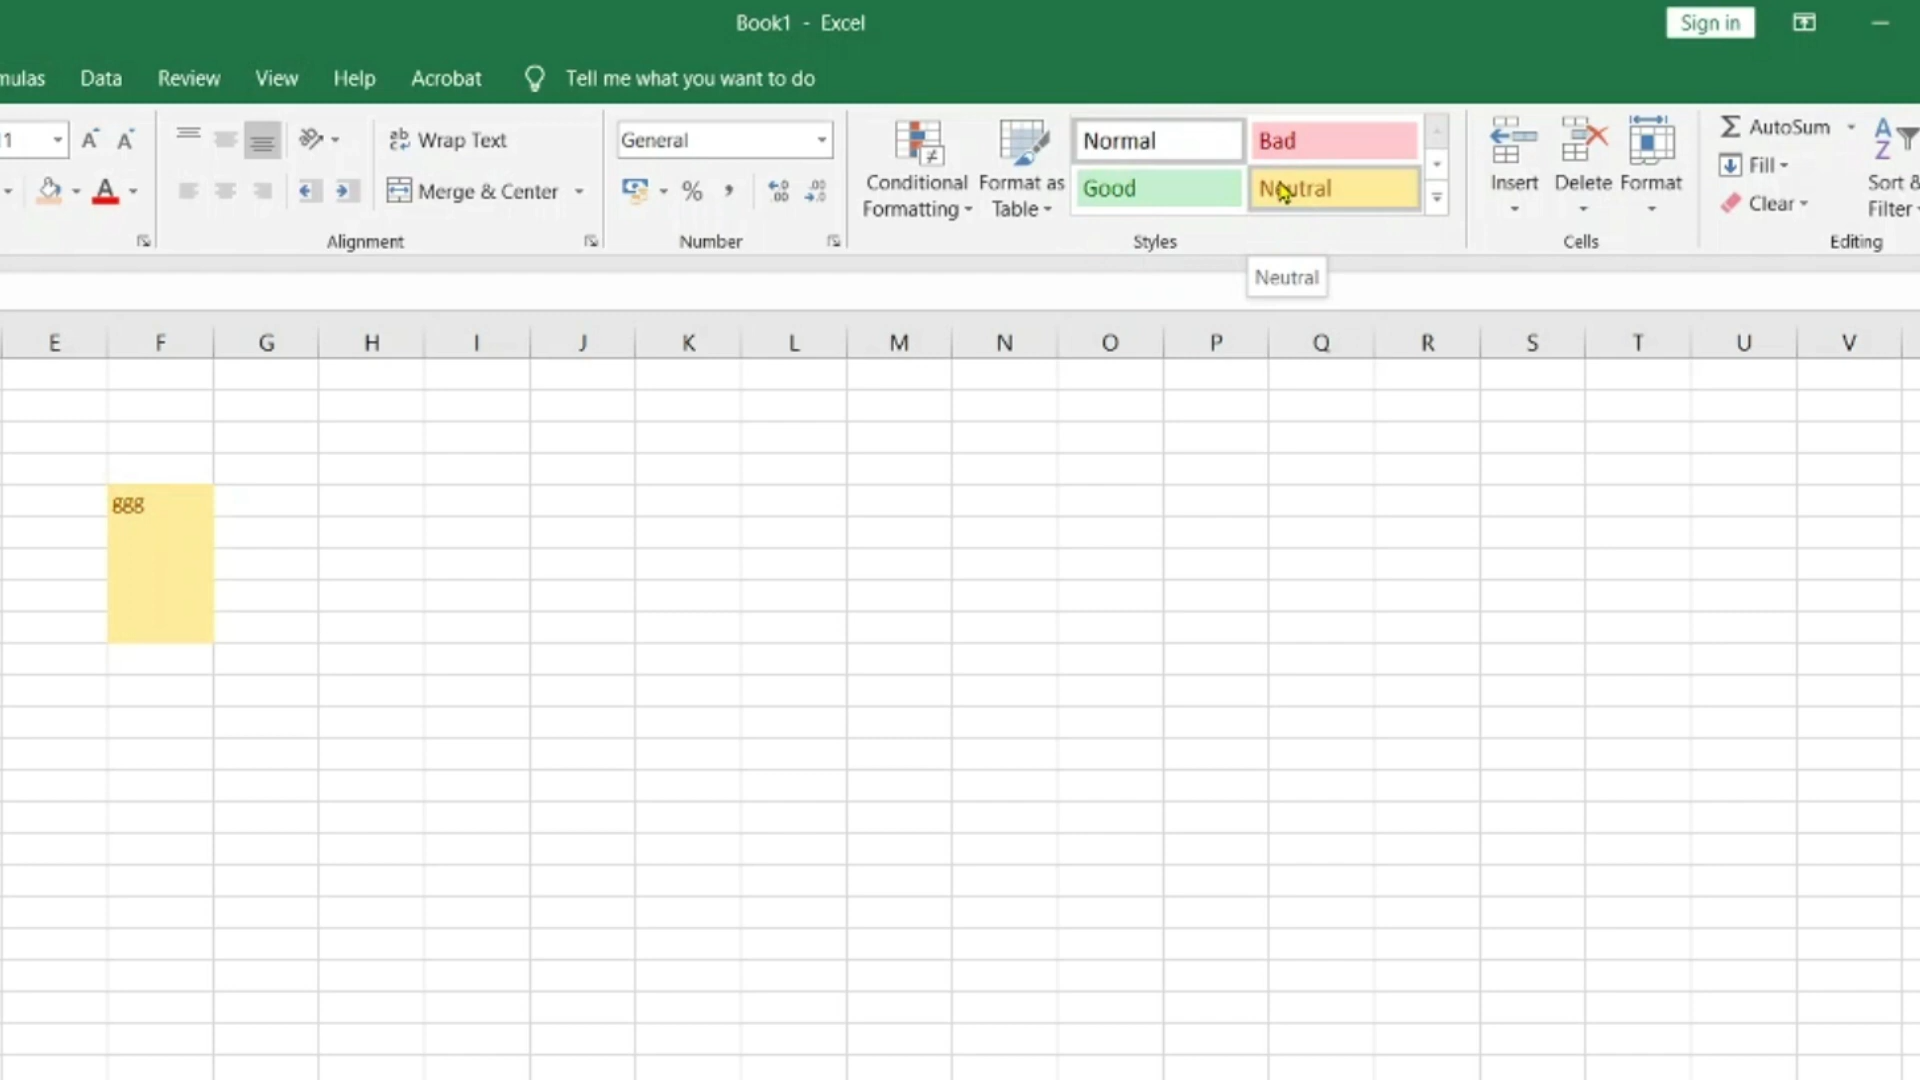 Book1 - Excel
Sign in
mulas Data Review View Help Acrobat Tell me what you want to do
Wrap Text
General
Normal
Bad
Conditional Formatting
Format as Table
Good
Neutral
Insert Delete Format
AutoSum
Fill
Clear
Sort &
Filter
Merge & Center
Alignment Number Styles Cells Editing
Neutral
E F G H I J K L M N O P Q R S T U V
ggg